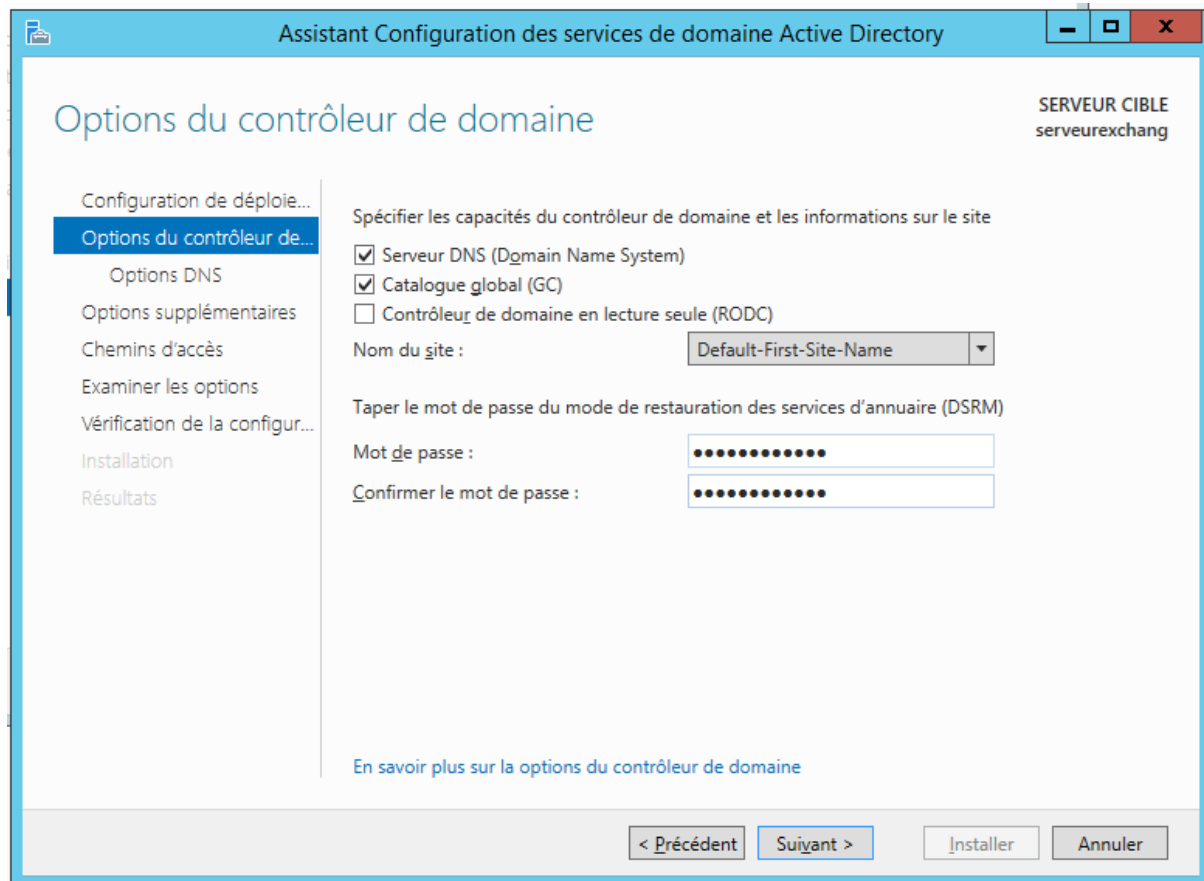 Assistant Configuration des services de domaine Active Directory
Options du contrôleur de domaine
SERVEUR CIBLE
serveurexchang
Configuration de déploie...
Options du contrôleur de...
Options DNS
Options supplémentaires
Chemins d'accès
Examiner les options
Vérification de la configur...
Installation
Résultats
Spécifier les capacités du contrôleur de domaine et les informations sur le site
Serveur DNS (Domain Name System)
Catalogue global (GC)
Contrôleur de domaine en lecture seule (RODC)
Nom du site : Default-First-Site-Name
Taper le mot de passe du mode de restauration des services d'annuaire (DSRM)
Mot de passe : ●●●●●●●●●●●●
Confirmer le mot de passe : ●●●●●●●●●●●●
En savoir plus sur la options du contrôleur de domaine
< Précédent Suivant > Installer Annuler